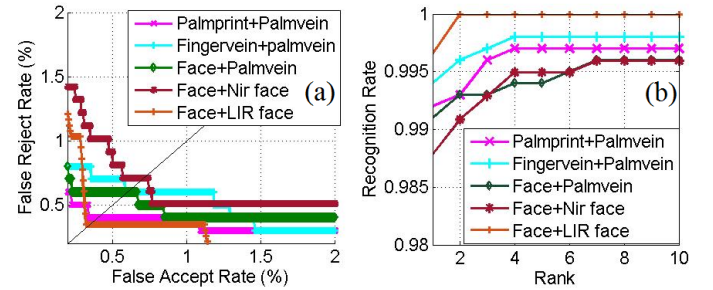 2
1.5
1
0.5
0.5
1
1.5
2
False Reject Rate (%)
False Accept Rate (%)
Palmprint+Palmvein
Fingervein+palmvein
Face+Palmvein
Face+Nir face
Face+LIR face
(a)
1
0.995
0.99
0.985
0.98
2
4
6
8
10
Recognition Rate
Rank
(b)
Palmprint+Palmvein
Fingervein+Palmvein
Face+Palmvein
Face+Nir face
Face+LIR face